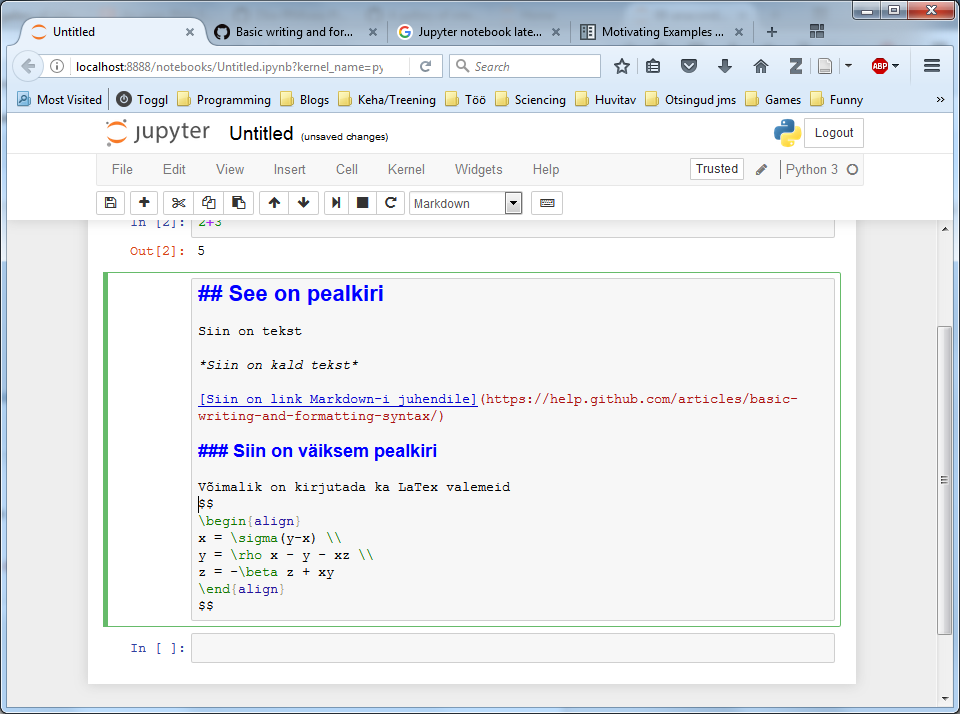 Untitled
Basic writing and for...
Jupyter notebook late...
Motivating Examples ...
localhost:8888/notebooks/Untitled.ipynb?kernel_name=py
Search
ABP
Most Visited
Toggl
Programming
Blogs
Keha/Treening
Töö
Sciencing
Huvitav
Otsingud jms
Games
Funny
»
jupyter
Untitled (unsaved changes)
Logout
File Edit View Insert Cell Kernel Widgets Help
Trusted
Python 3
Markdown
In [2]: 2+3
Out[2]: 5
## See on pealkiri
Siin on tekst
*Siin on kald tekst*
[Siin on link Markdown-i juhendile](https://help.github.com/articles/basic-
writing-and-formatting-syntax/)
### Siin on väiksem pealkiri
Võimalik on kirjutada ka LaTex valemeid
$$
\begin{align}
x = \sigma(y-x) \\
y = \rho x - y - xz \\
z = -\beta z + xy
\end{align}
$$
In [ ]: